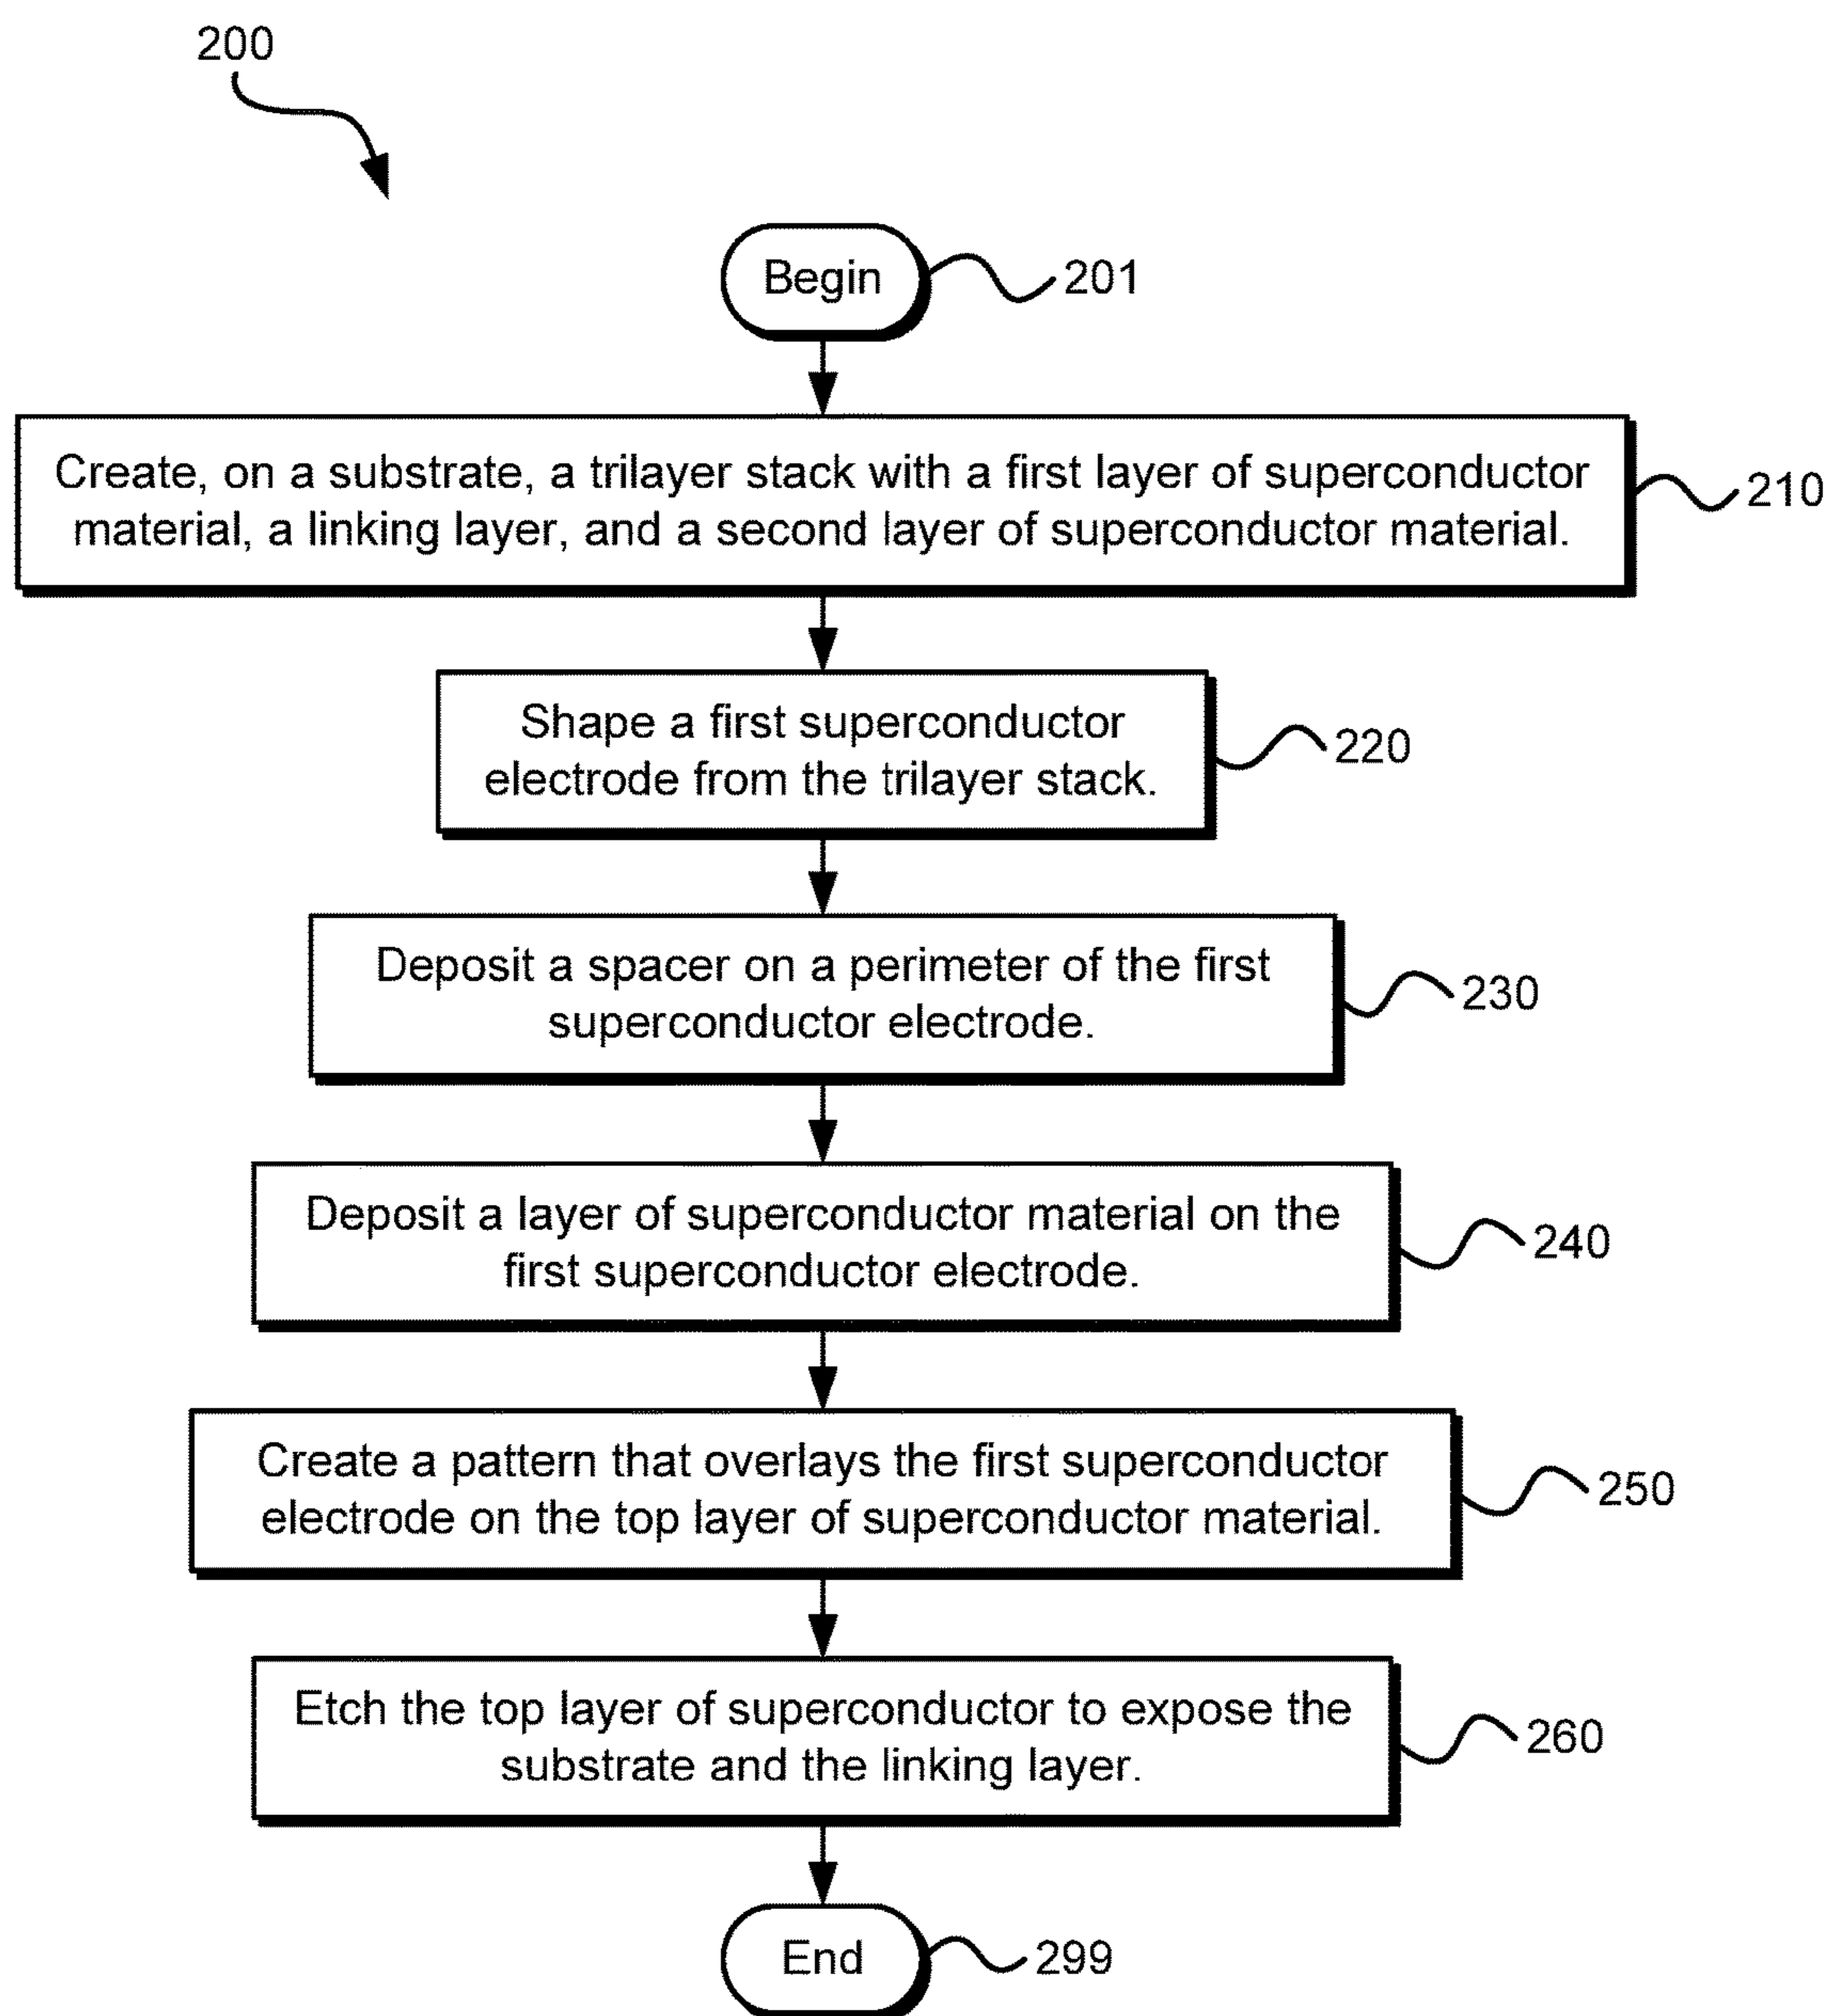 200
Begin
201
Create, on a substrate, a trilayer stack with a first layer of superconductor
material, a linking layer, and a second layer of superconductor material.
210
Shape a first superconductor
electrode from the trilayer stack.
220
Deposit a spacer on a perimeter of the first
superconductor electrode.
230
Deposit a layer of superconductor material on the
first superconductor electrode.
240
Create a pattern that overlays the first superconductor
electrode on the top layer of superconductor material.
250
Etch the top layer of superconductor to expose the
substrate and the linking layer.
260
End
299